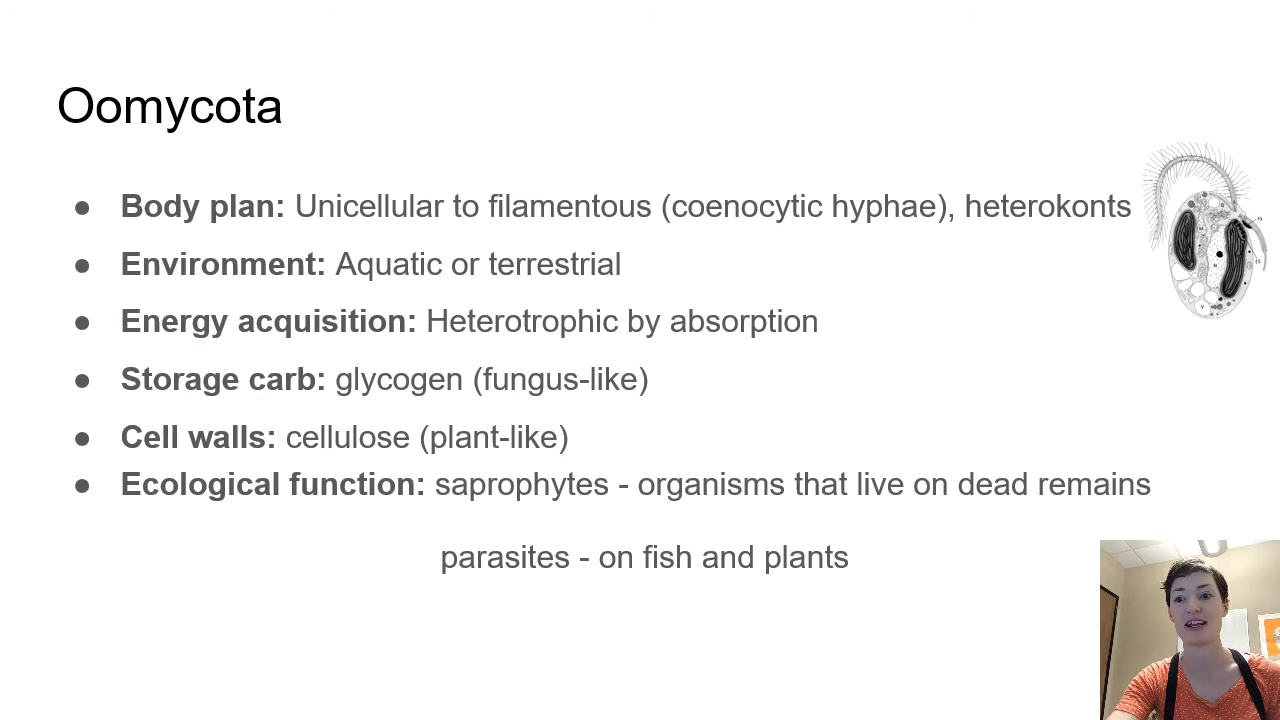 Oomycota
● Body plan: Unicellular to filamentous (coenocytic hyphae), heterokonts
● Environment: Aquatic or terrestrial
● Energy acquisition: Heterotrophic by absorption
● Storage carb: glycogen (fungus-like)
● Cell walls: cellulose (plant-like)
● Ecological function: saprophytes - organisms that live on dead remains
parasites - on fish and plants